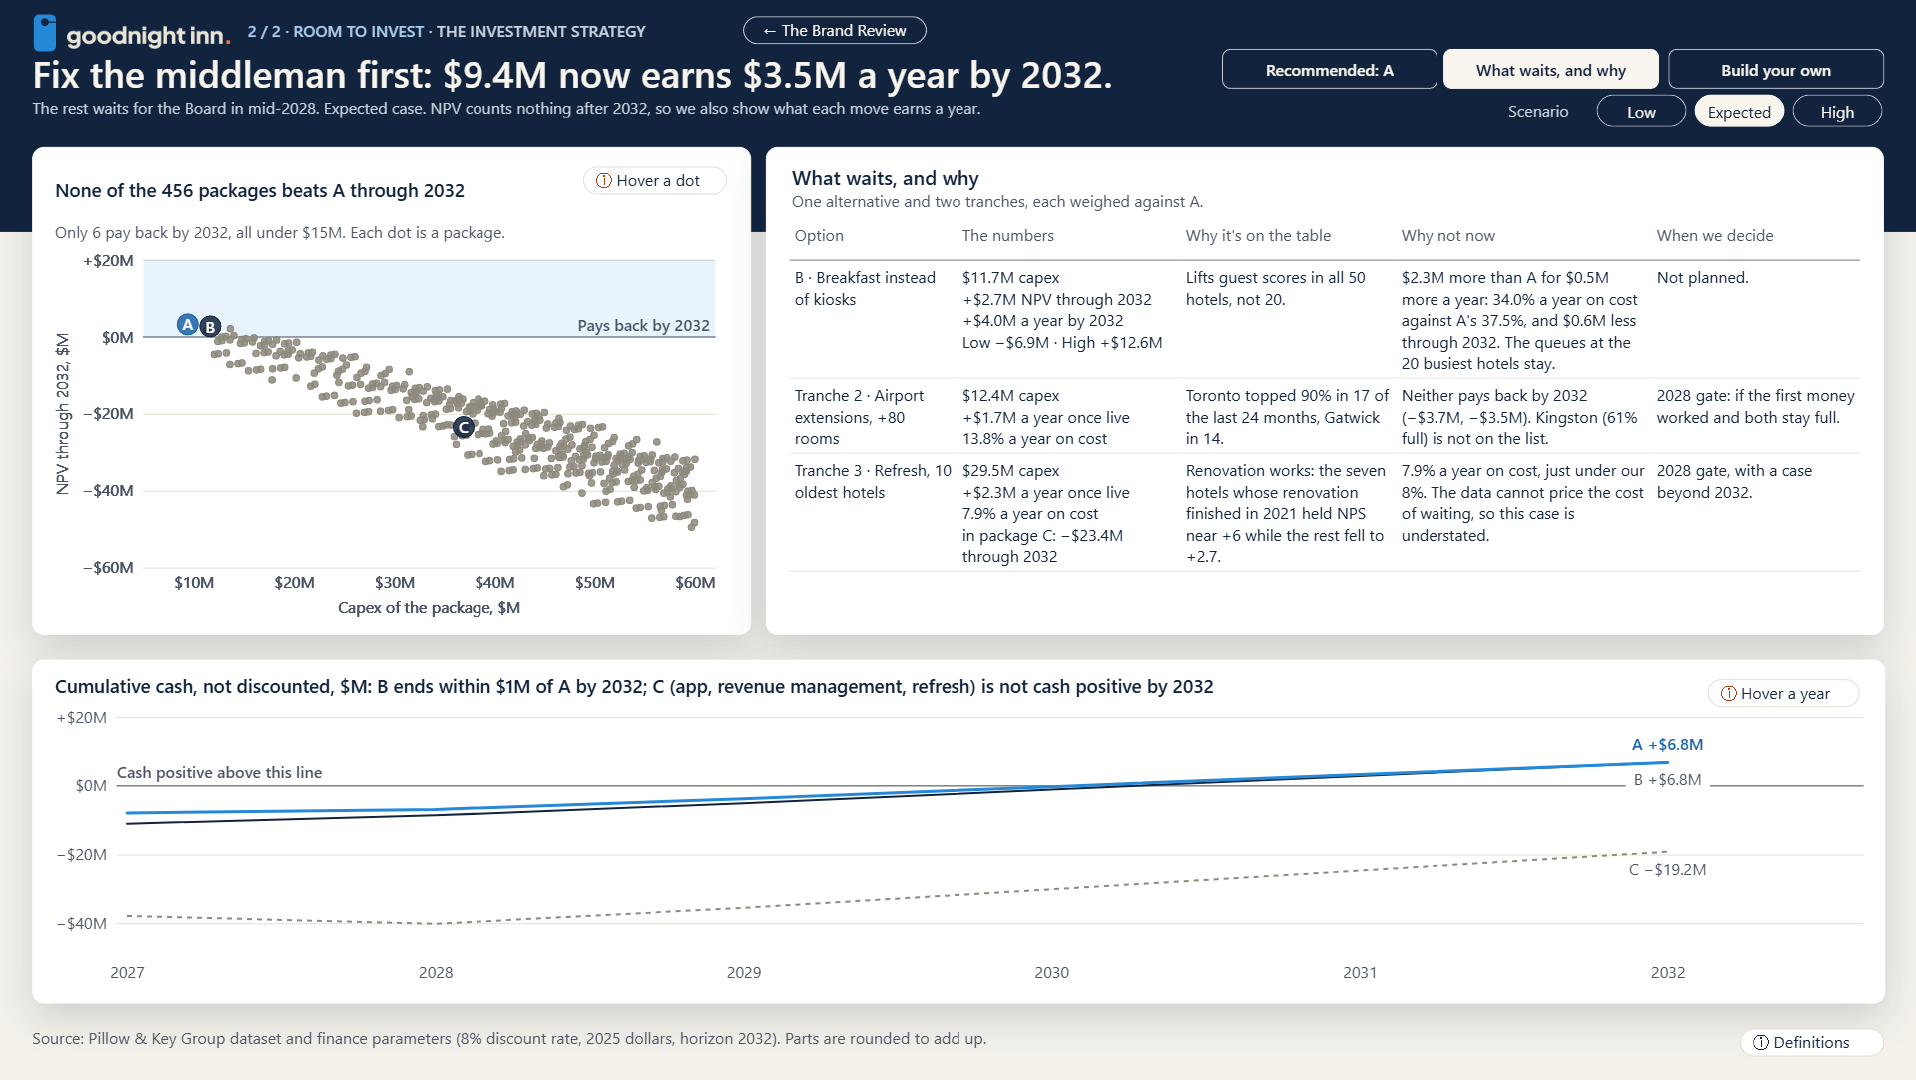 goodnight inn.
2 / 2 · ROOM TO INVEST · THE INVESTMENT STRATEGY
← The Brand Review
Fix the middleman first: $9.4M now earns $3.5M a year by 2032.
The rest waits for the Board in mid-2028. Expected case. NPV counts nothing after 2032, so we also show what each move earns a year.
Recommended: A
What waits, and why
Build your own
Scenario
Low
Expected
High
None of the 456 packages beats A through 2032
Hover a dot
Only 6 pay back by 2032, all under $15M. Each dot is a package.
NPV through 2032, $M
+$20M
$0M
−$20M
−$40M
−$60M
Pays back by 2032
A
B
C
$10M
$20M
$30M
$40M
$50M
$60M
Capex of the package, $M
What waits, and why
One alternative and two tranches, each weighed against A.
Option
The numbers
Why it's on the table
Why not now
When we decide
B · Breakfast instead
of kiosks
$11.7M capex
+$2.7M NPV through 2032
+$4.0M a year by 2032
Low −$6.9M · High +$12.6M
Lifts guest scores in all 50
hotels, not 20.
$2.3M more than A for $0.5M
more a year: 34.0% a year on cost
against A's 37.5%, and $0.6M less
through 2032. The queues at the
20 busiest hotels stay.
Not planned.
Tranche 2 · Airport
extensions, +80
rooms
$12.4M capex
+$1.7M a year once live
13.8% a year on cost
Toronto topped 90% in 17 of
the last 24 months, Gatwick
in 14.
Neither pays back by 2032
(−$3.7M, −$3.5M). Kingston (61%
full) is not on the list.
2028 gate: if the first money
worked and both stay full.
Tranche 3 · Refresh, 10
oldest hotels
$29.5M capex
+$2.3M a year once live
7.9% a year on cost
in package C: −$23.4M
through 2032
Renovation works: the seven
hotels whose renovation
finished in 2021 held NPS
near +6 while the rest fell to
+2.7.
7.9% a year on cost, just under our
8%. The data cannot price the cost
of waiting, so this case is
understated.
2028 gate, with a case
beyond 2032.
Cumulative cash, not discounted, $M: B ends within $1M of A by 2032; C (app, revenue management, refresh) is not cash positive by 2032
Hover a year
+$20M
$0M
−$20M
−$40M
Cash positive above this line
A +$6.8M
B +$6.8M
C −$19.2M
2027
2028
2029
2030
2031
2032
Source: Pillow & Key Group dataset and finance parameters (8% discount rate, 2025 dollars, horizon 2032). Parts are rounded to add up.
Definitions